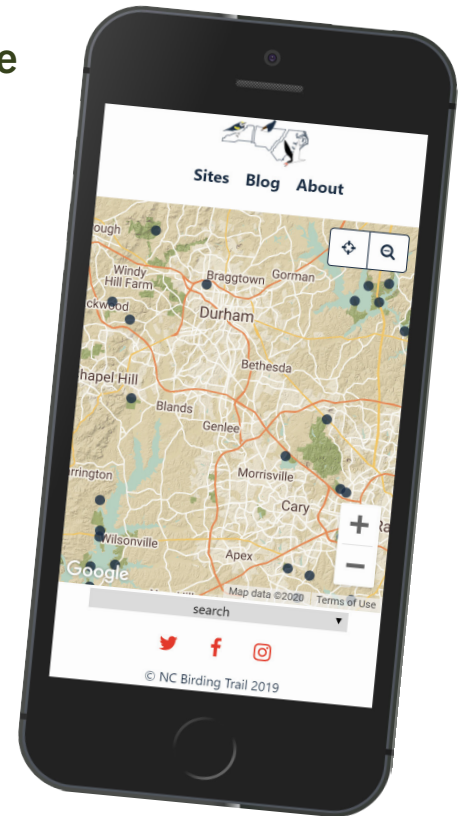 e
Sites Blog About
ough
Windy
Hill Farm
Braggtown
Gorman
ckwood
Durham
Bethesda
hapel Hill
Blands
Genlee
rrington
Morrisville
Cary
Ra
Wilsonville
Apex
+
−
Google
Map data ©2020 Terms of Use
search
© NC Birding Trail 2019